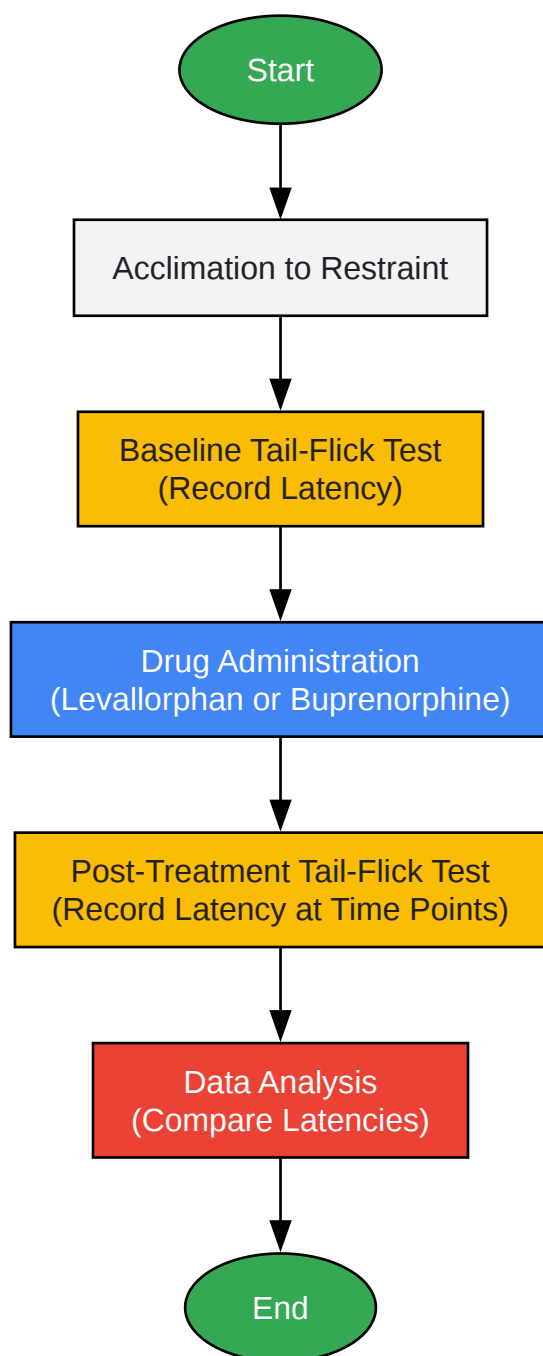 Start
Acclimation to Restraint
Baseline Tail-Flick Test
(Record Latency)
Drug Administration
(Levallorphan or Buprenorphine)
Post-Treatment Tail-Flick Test
(Record Latency at Time Points)
Data Analysis
(Compare Latencies)
End